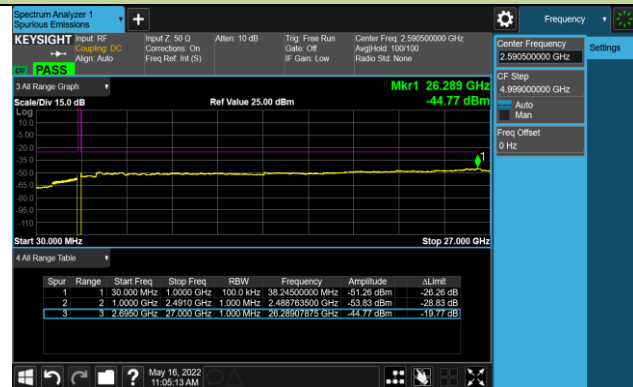 Spectrum Analyzer 1
Spurious Emissions
+
Frequency
KEYSIGHT
Input: RF
Coupling: DC
Align: Auto
Input Z: 50 Ω
Corrections: On
Freq Ref: Int (S)
Atten: 10 dB
Trig: Free Run
Gate: Off
IF Gain: Low
Center Freq: 2.590500000 GHz
Avg|Hold: 100/100
Radio Std: None
PASS
3 All Range Graph
Mkr1 26.289 GHz
Scale/Div 15.0 dB
Ref Value 25.00 dBm
-44.77 dBm
Log
10.0
-5.00
-20.0
-35.0
-50.0
-65.0
-80.0
-95.0
-110
1
Start 30.000 MHz
Stop 27.000 GHz
4 All Range Table
Spur Range Start Freq Stop Freq RBW Frequency Amplitude ΔLimit
1 1 30.000 MHz 1.0000 GHz 100.0 kHz 38.24500000 MHz -51.26 dBm -26.26 dB
2 2 1.0000 GHz 2.4910 GHz 1.000 MHz 2.488763500 GHz -53.83 dBm -28.83 dB
3 3 2.6950 GHz 27.000 GHz 1.000 MHz 26.28907875 GHz -44.77 dBm -19.77 dB
May 16, 2022
11:05:13 AM
?
Center Frequency
2.590500000 GHz
Settings
CF Step
4.999000000 GHz
Auto
Man
Freq Offset
0 Hz